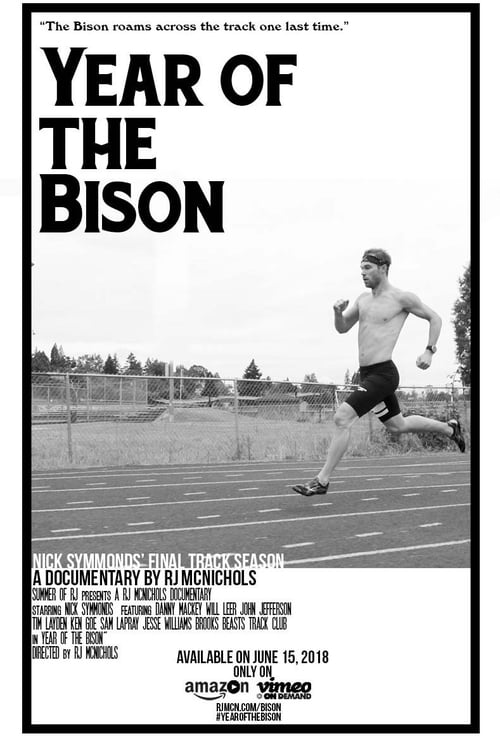 “The Bison roams across the track one last time.”
YEAR OF
THE
BISON
NICK SYMMONDS' FINAL TRACK SEASON
A DOCUMENTARY BY RJ MCNICHOLS
SUMMER OF RJ PRESENTS A RJ MCNICHOLS DOCUMENTARY
STARRING NICK SYMMONDS FEATURING DANNY MACKEY WILL LEER JOHN JEFFERSON
TIM LAYDEN KEN GOE SAM LAPRAY JESSE WILLIAMS BROOKS BEASTS TRACK CLUB
IN YEAR OF THE BISON"
DIRECTED BY RJ MCNICHOLS
AVAILABLE ON JUNE 15, 2018
ONLY ON
amazon vimeo
ON DEMAND
RJMCN.COM/BISON
#YEAROFTHEBISON